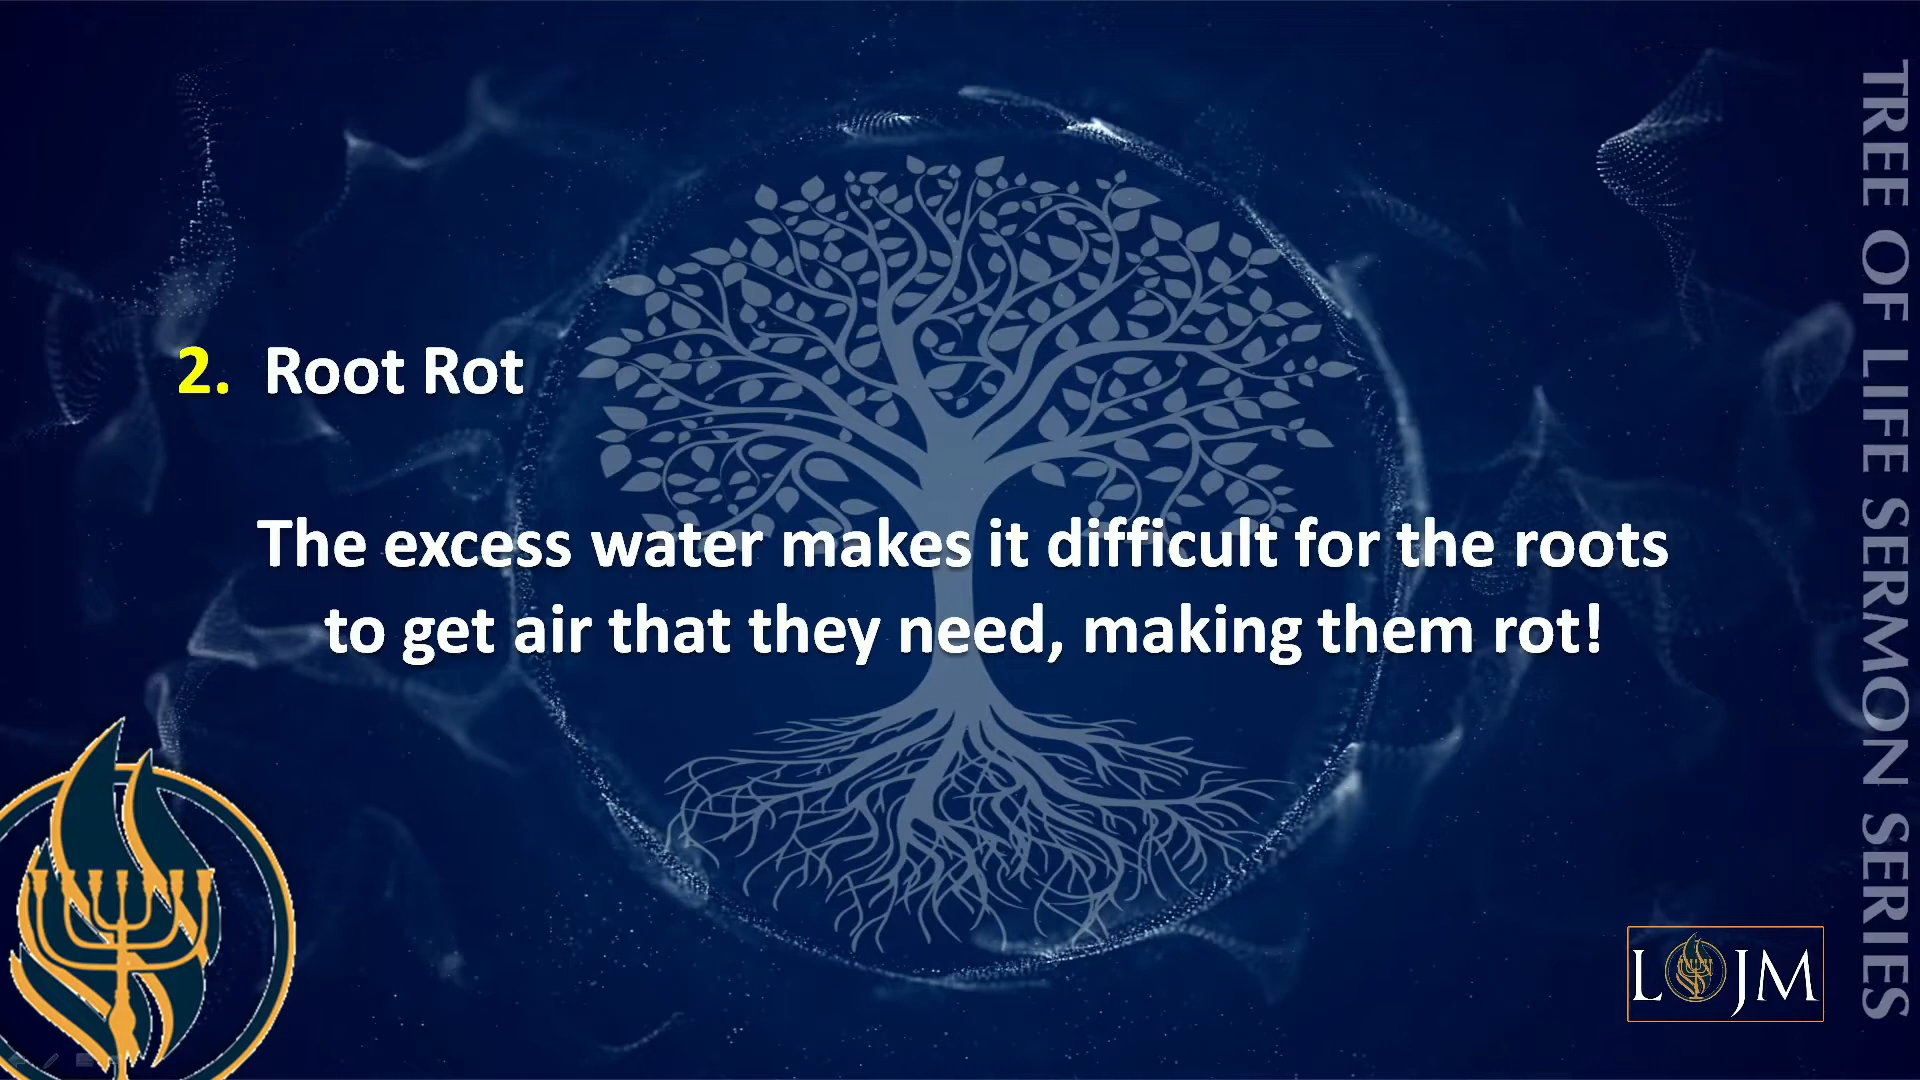 2. Root Rot
The excess water makes it difficult for the roots
to get air that they need, making them rot!
TREE OF LIFE SERMON SERIES
LOJM